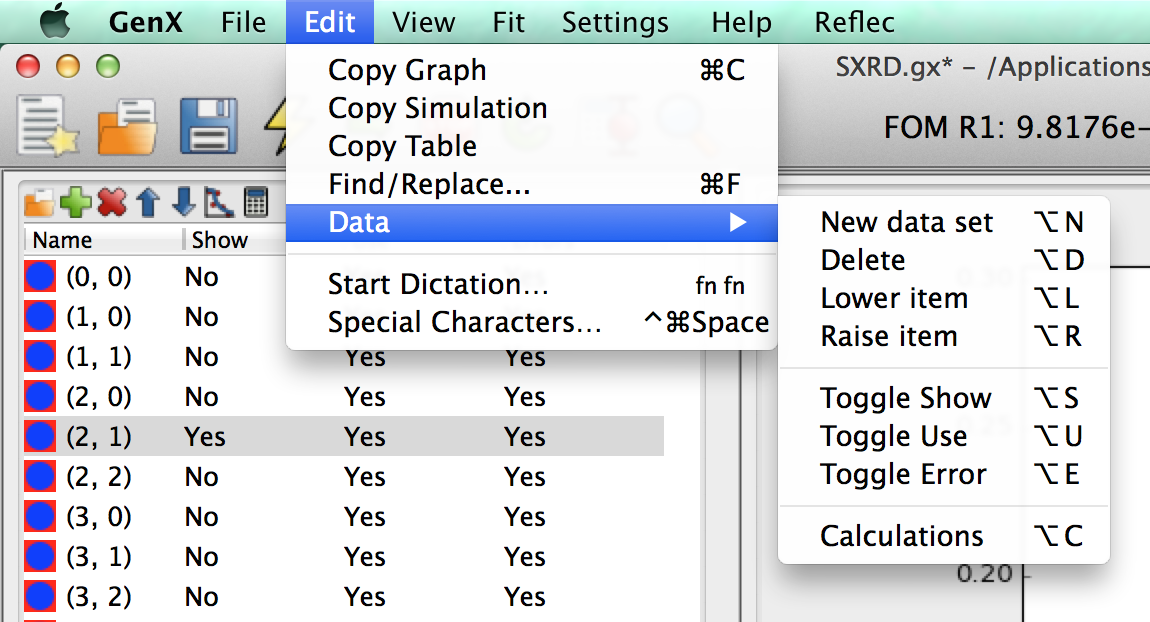 GenX File Edit View Fit Settings Help Reflec
SXRD.gx* – /Applications
FOM R1: 9.8176e-
Copy Graph ⌘C
Copy Simulation
Copy Table
Find/Replace... ⌘F
Data ▶
Start Dictation... fn fn
Special Characters... ^⌘Space
New data set ⌥N
Delete ⌥D
Lower item ⌥L
Raise item ⌥R
Toggle Show ⌥S
Toggle Use ⌥U
Toggle Error ⌥E
Calculations ⌥C
Name Show
(0, 0) No
(1, 0) No
(1, 1) No Yes Yes
(2, 0) No Yes Yes
(2, 1) Yes Yes Yes
(2, 2) No Yes Yes
(3, 0) No Yes Yes
(3, 1) No Yes Yes
(3, 2) No Yes Yes
0.30
0.25
0.20